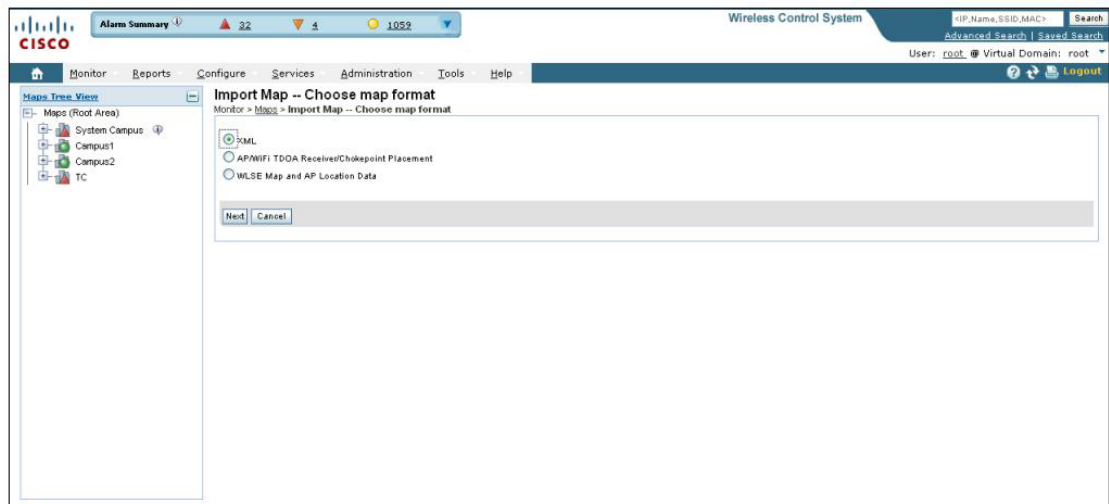 CISCO
Alarm Summary 32 4 1059
Wireless Control System
<IP,Name,SSID,MAC> Search
Advanced Search | Saved Search
User: root @ Virtual Domain: root
Monitor Reports Configure Services Administration Tools Help Logout
Maps Tree View
Maps (Root Area)
System Campus
Campus1
Campus2
TC
Import Map -- Choose map format
Monitor > Maps > Import Map -- Choose map format
XML
AP/WiFi TDOA Receiver/Chokepoint Placement
WLSE Map and AP Location Data
Next Cancel